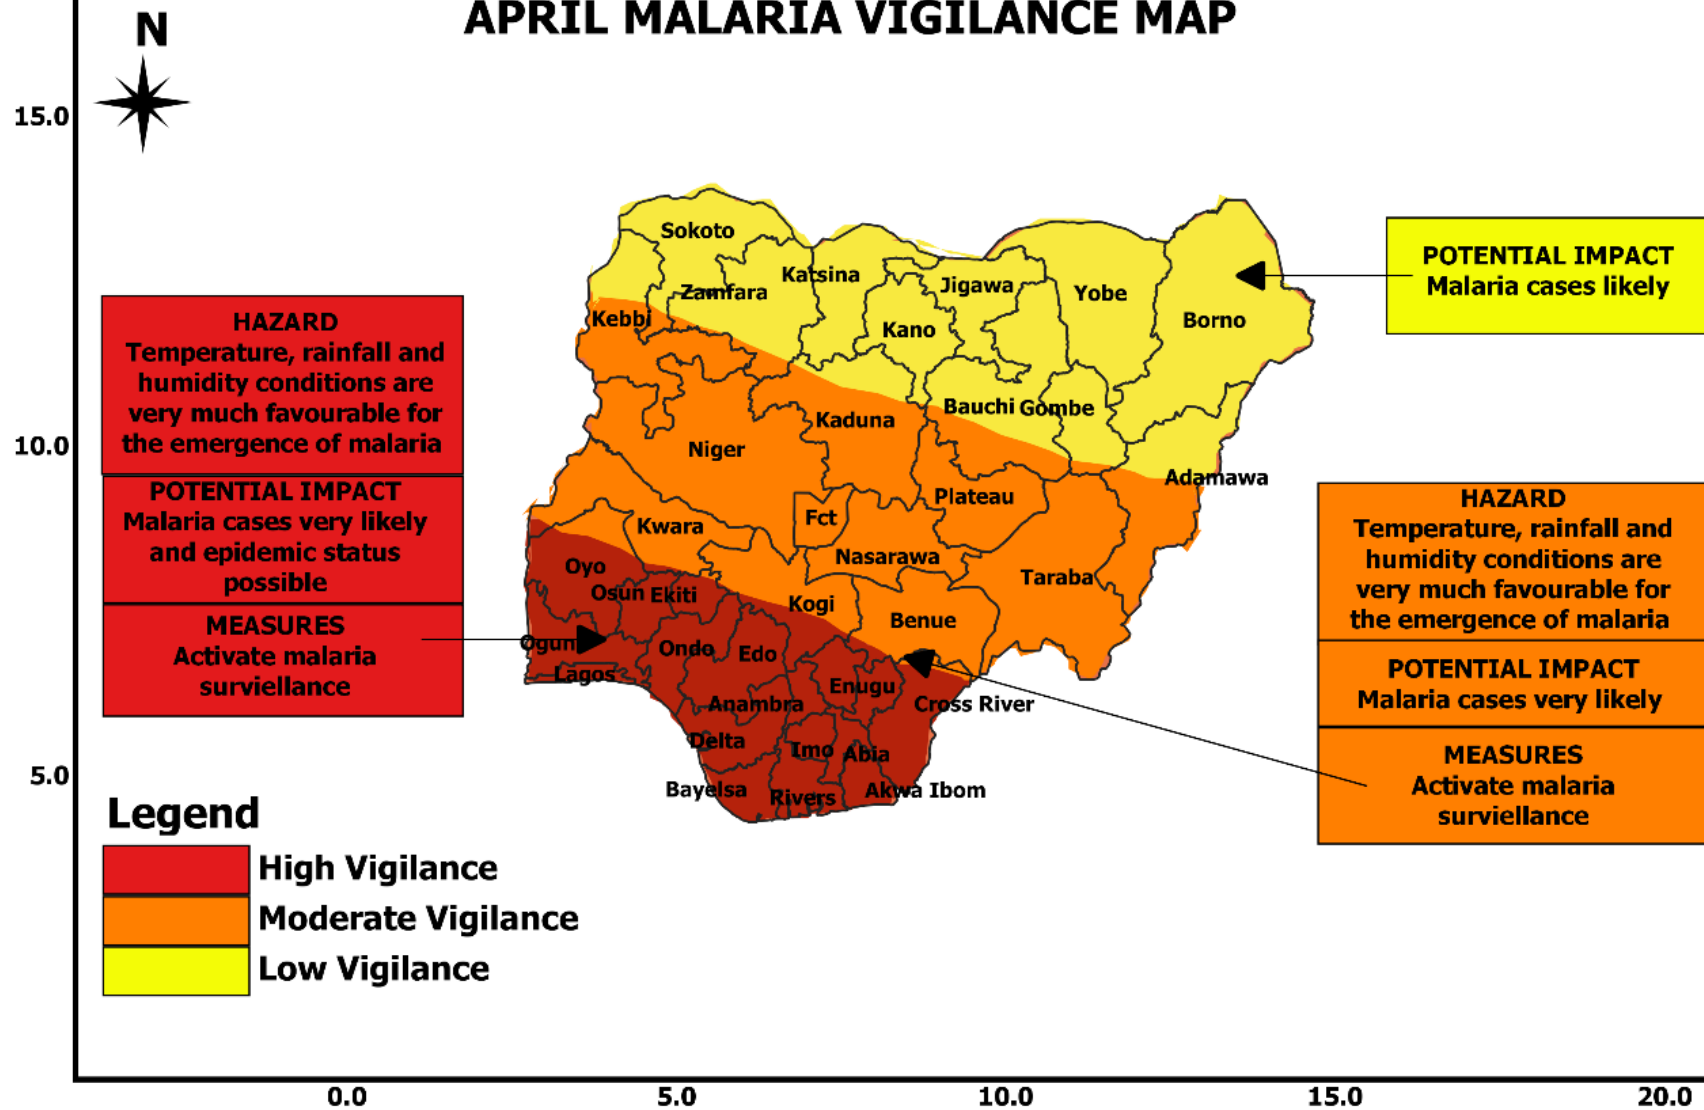 APRIL MALARIA VIGILANCE MAP
N
15.0
10.0
5.0
HAZARD
Temperature, rainfall and
humidity conditions are
very much favourable for
the emergence of malaria
POTENTIAL IMPACT
Malaria cases very likely
and epidemic status
possible
MEASURES
Activate malaria
surviellance
Sokoto
Katsina
Zamfara
Jigawa
Yobe
Kebbi
Kano
Borno
Bauchi
Gombe
Kaduna
Niger
Adamawa
Plateau
Fct
Kwara
Nasarawa
Oyo
Taraba
Osun
Ekiti
Kogi
Benue
Ogun
Ondo
Edo
Lagos
Enugu
Anambra
Cross River
Delta
Imo
Abia
Bayelsa
Rivers
Akwa Ibom
POTENTIAL IMPACT
Malaria cases likely
HAZARD
Temperature, rainfall and
humidity conditions are
very much favourable for
the emergence of malaria
POTENTIAL IMPACT
Malaria cases very likely
MEASURES
Activate malaria
surviellance
Legend
High Vigilance
Moderate Vigilance
Low Vigilance
0.0
5.0
10.0
15.0
20.0